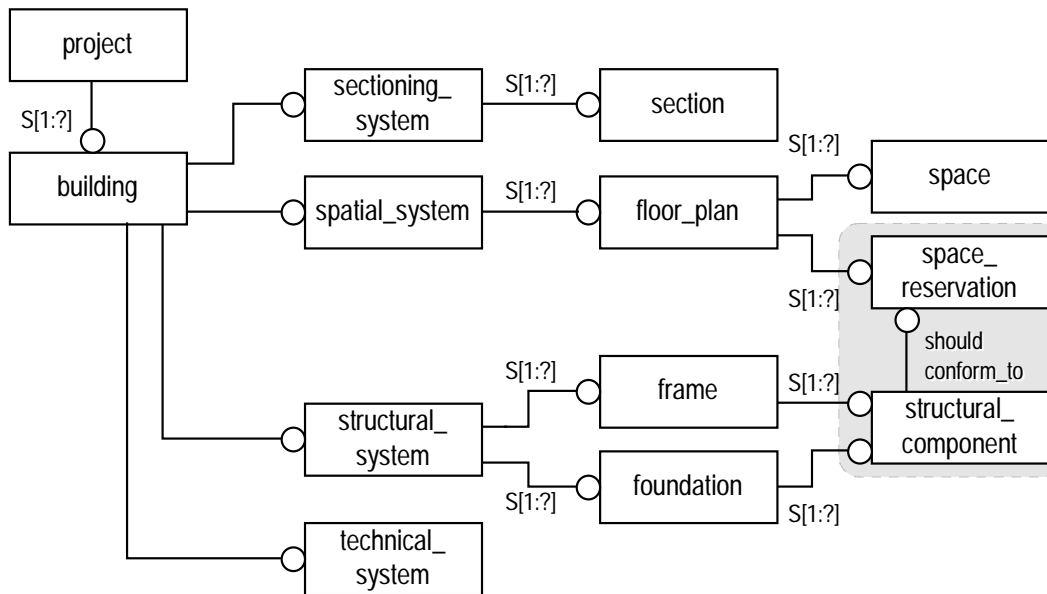 project
S[1:?]
building
sectioning_
system
S[1:?]
section
spatial_system
S[1:?]
floor_plan
S[1:?]
space
S[1:?]
space_
reservation
should
conform_to
structural_
system
S[1:?]
frame
S[1:?]
structural_
component
S[1:?]
foundation
S[1:?]
technical_
system